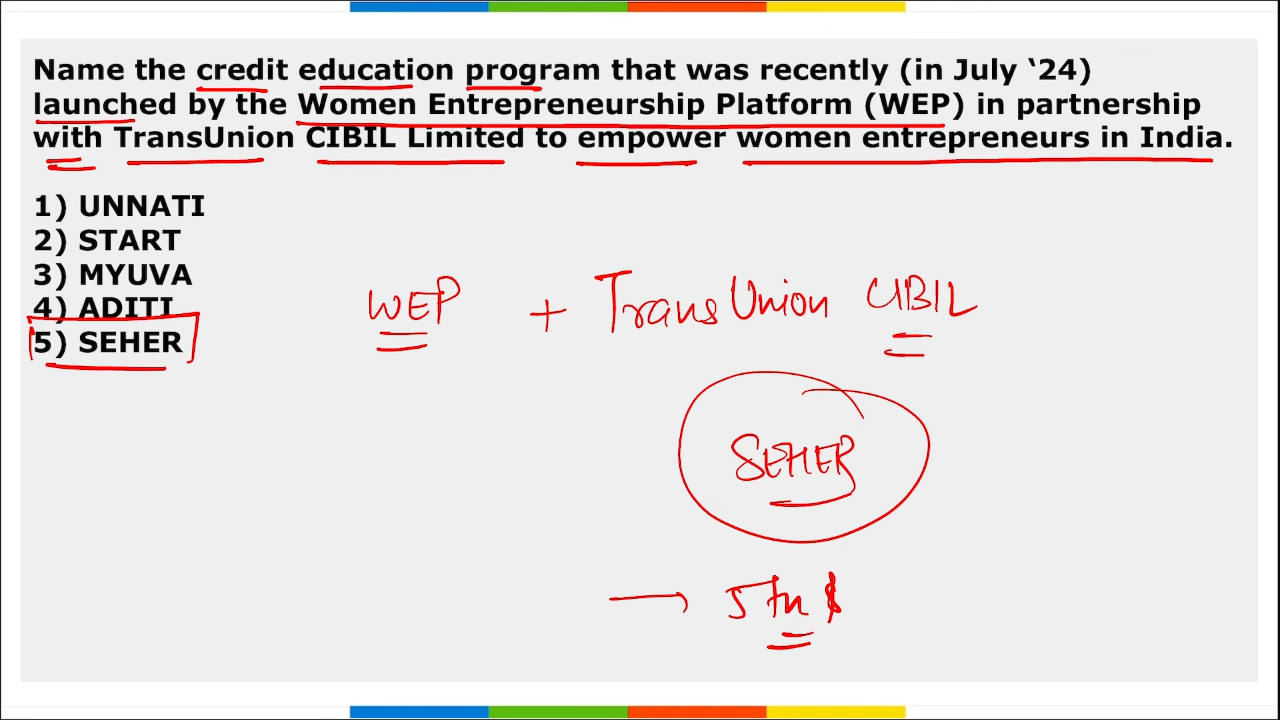 Name the credit education program that was recently (in July ‘24)
launched by the Women Entrepreneurship Platform (WEP) in partnership
with TransUnion CIBIL Limited to empower women entrepreneurs in India.
1) UNNATI
2) START
3) MYUVA
4) ADITI
5) SEHER
WEP + TransUnion CIBIL
SEHER
→ 5 tn $